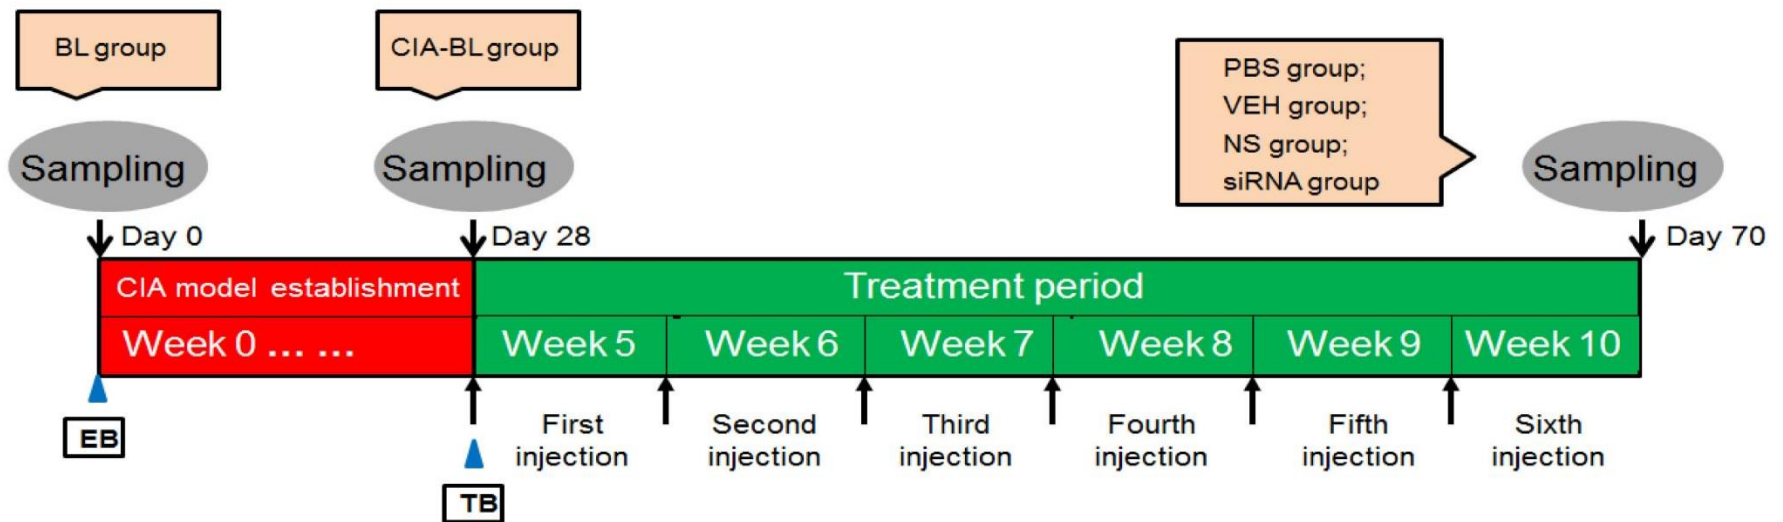 BL group
CIA-BL group
PBS group;
VEH group;
NS group;
siRNA group
Sampling
Sampling
Sampling
Day 0
Day 28
Day 70
CIA model establishment
Treatment period
Week 0 ... ...
Week 5
Week 6
Week 7
Week 8
Week 9
Week 10
EB
TB
First
injection
Second
injection
Third
injection
Fourth
injection
Fifth
injection
Sixth
injection